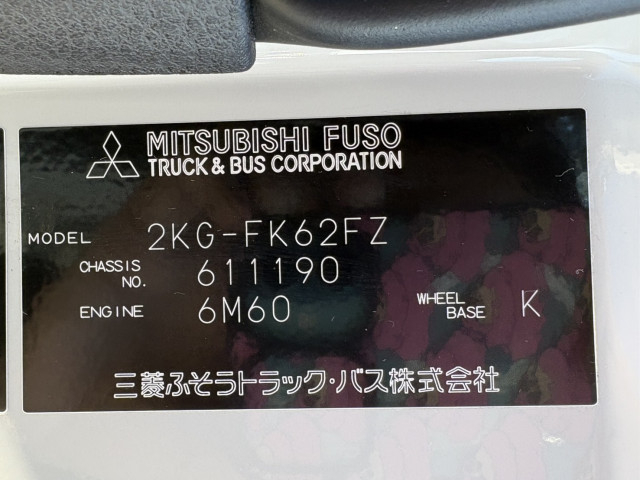 MITSUBISHI FUSO
TRUCK & BUS CORPORATION
MODEL 2KG-FK62FZ
CHASSIS NO. 611190
ENGINE 6M60 WHEEL BASE K
三菱ふそうトラック・バス株式会社